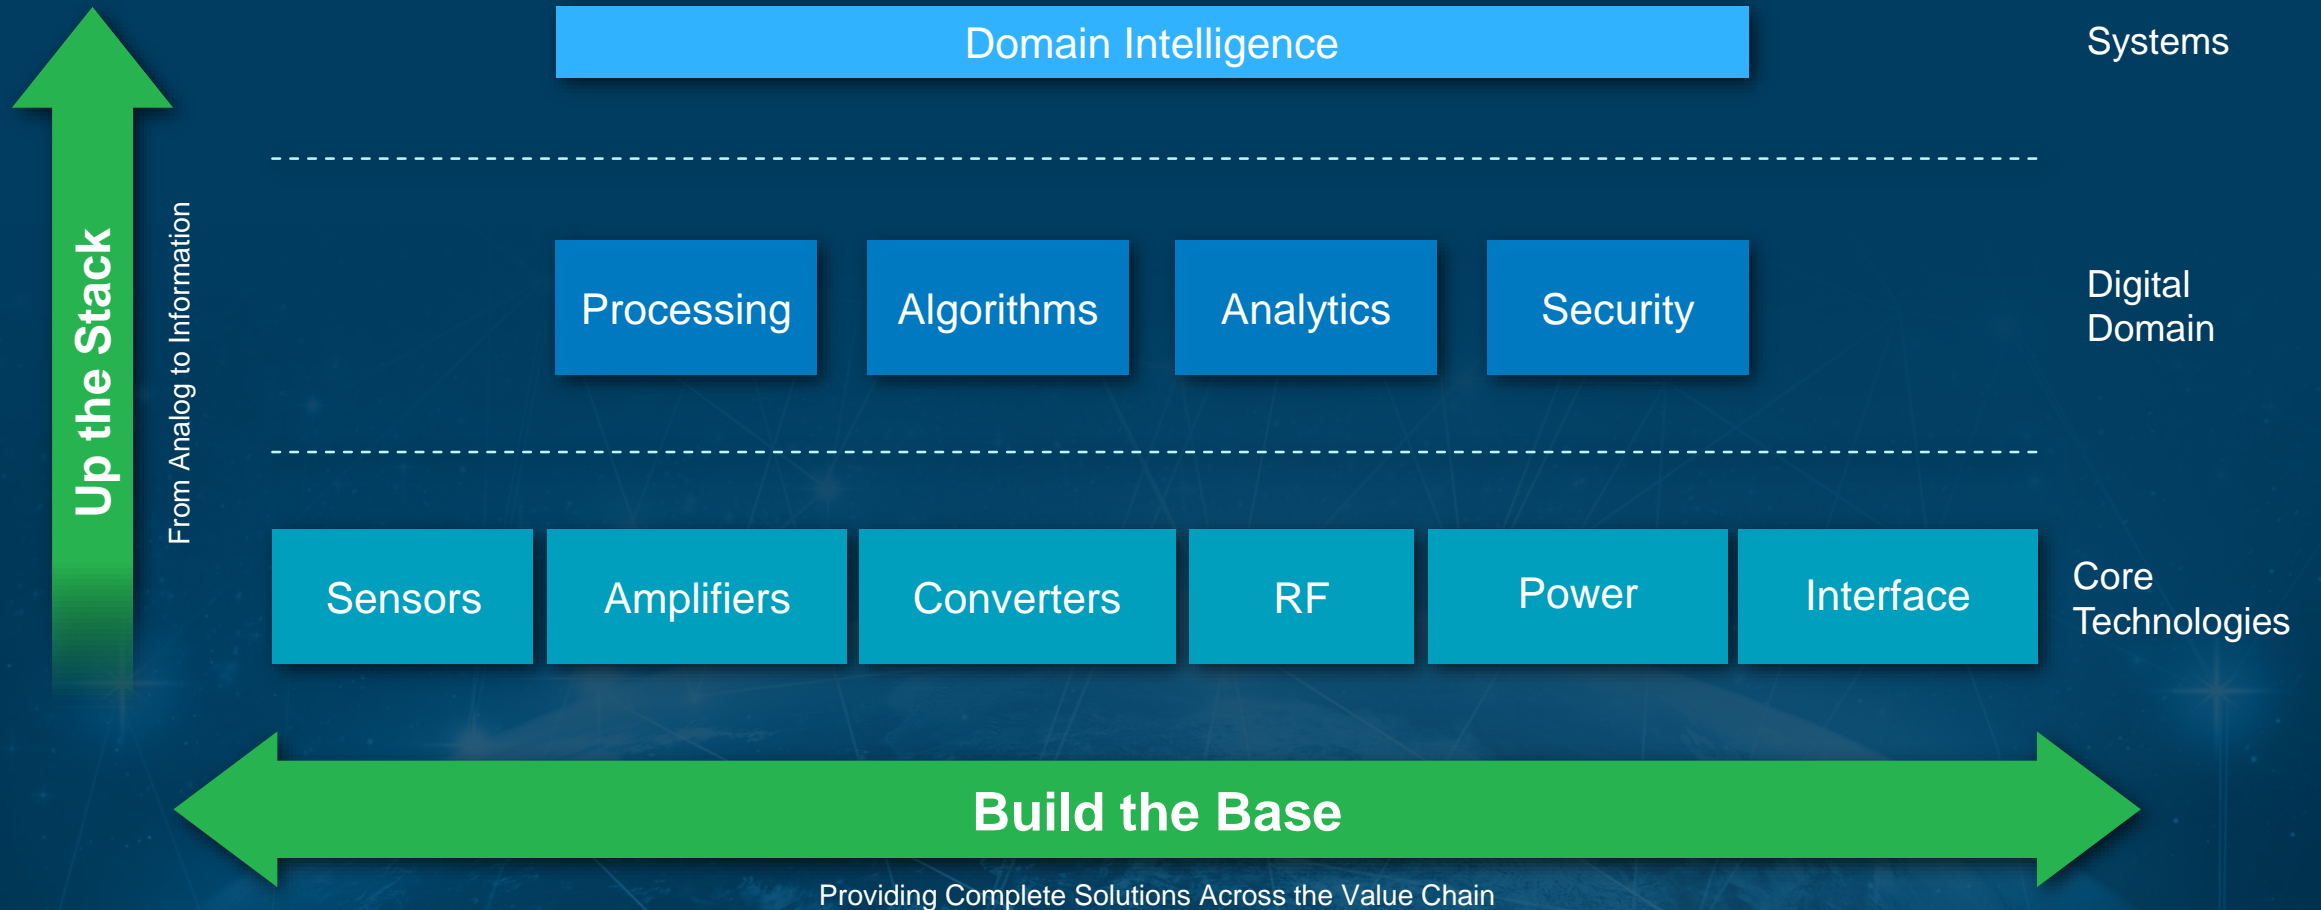 Domain Intelligence
Systems
Up the Stack
From Analog to Information
Processing
Algorithms
Analytics
Security
Digital
Domain
Sensors
Amplifiers
Converters
RF
Power
Interface
Core
Technologies
Build the Base
Providing Complete Solutions Across the Value Chain